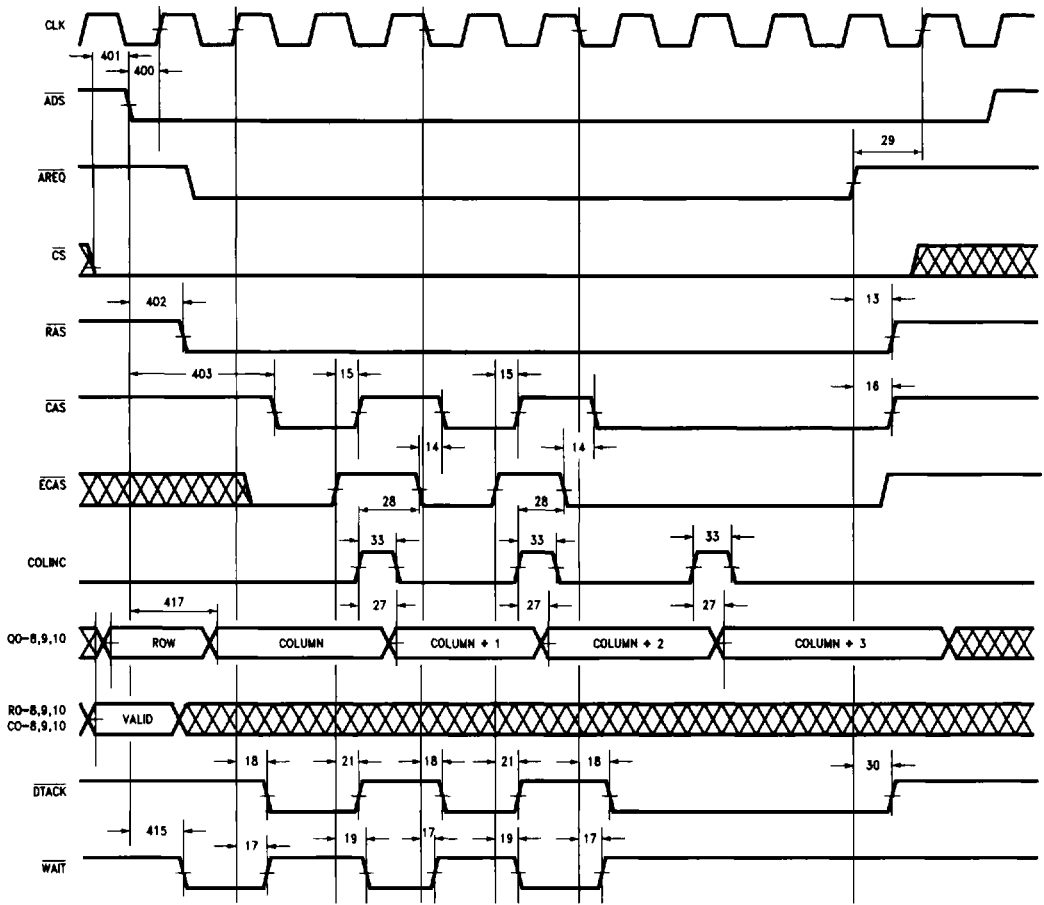 CLK
401
400
ADS
29
AREQ
CS
402
13
RAS
403
15
15
16
CAS
14
14
ECAS
28
28
33
33
33
COLINC
417
27
27
27
Q0–8,9,10
ROW
COLUMN
COLUMN + 1
COLUMN + 2
COLUMN + 3
R0–8,9,10
C0–8,9,10
VALID
18
21
18
21
18
30
DTACK
415
17
19
17
19
17
WAIT